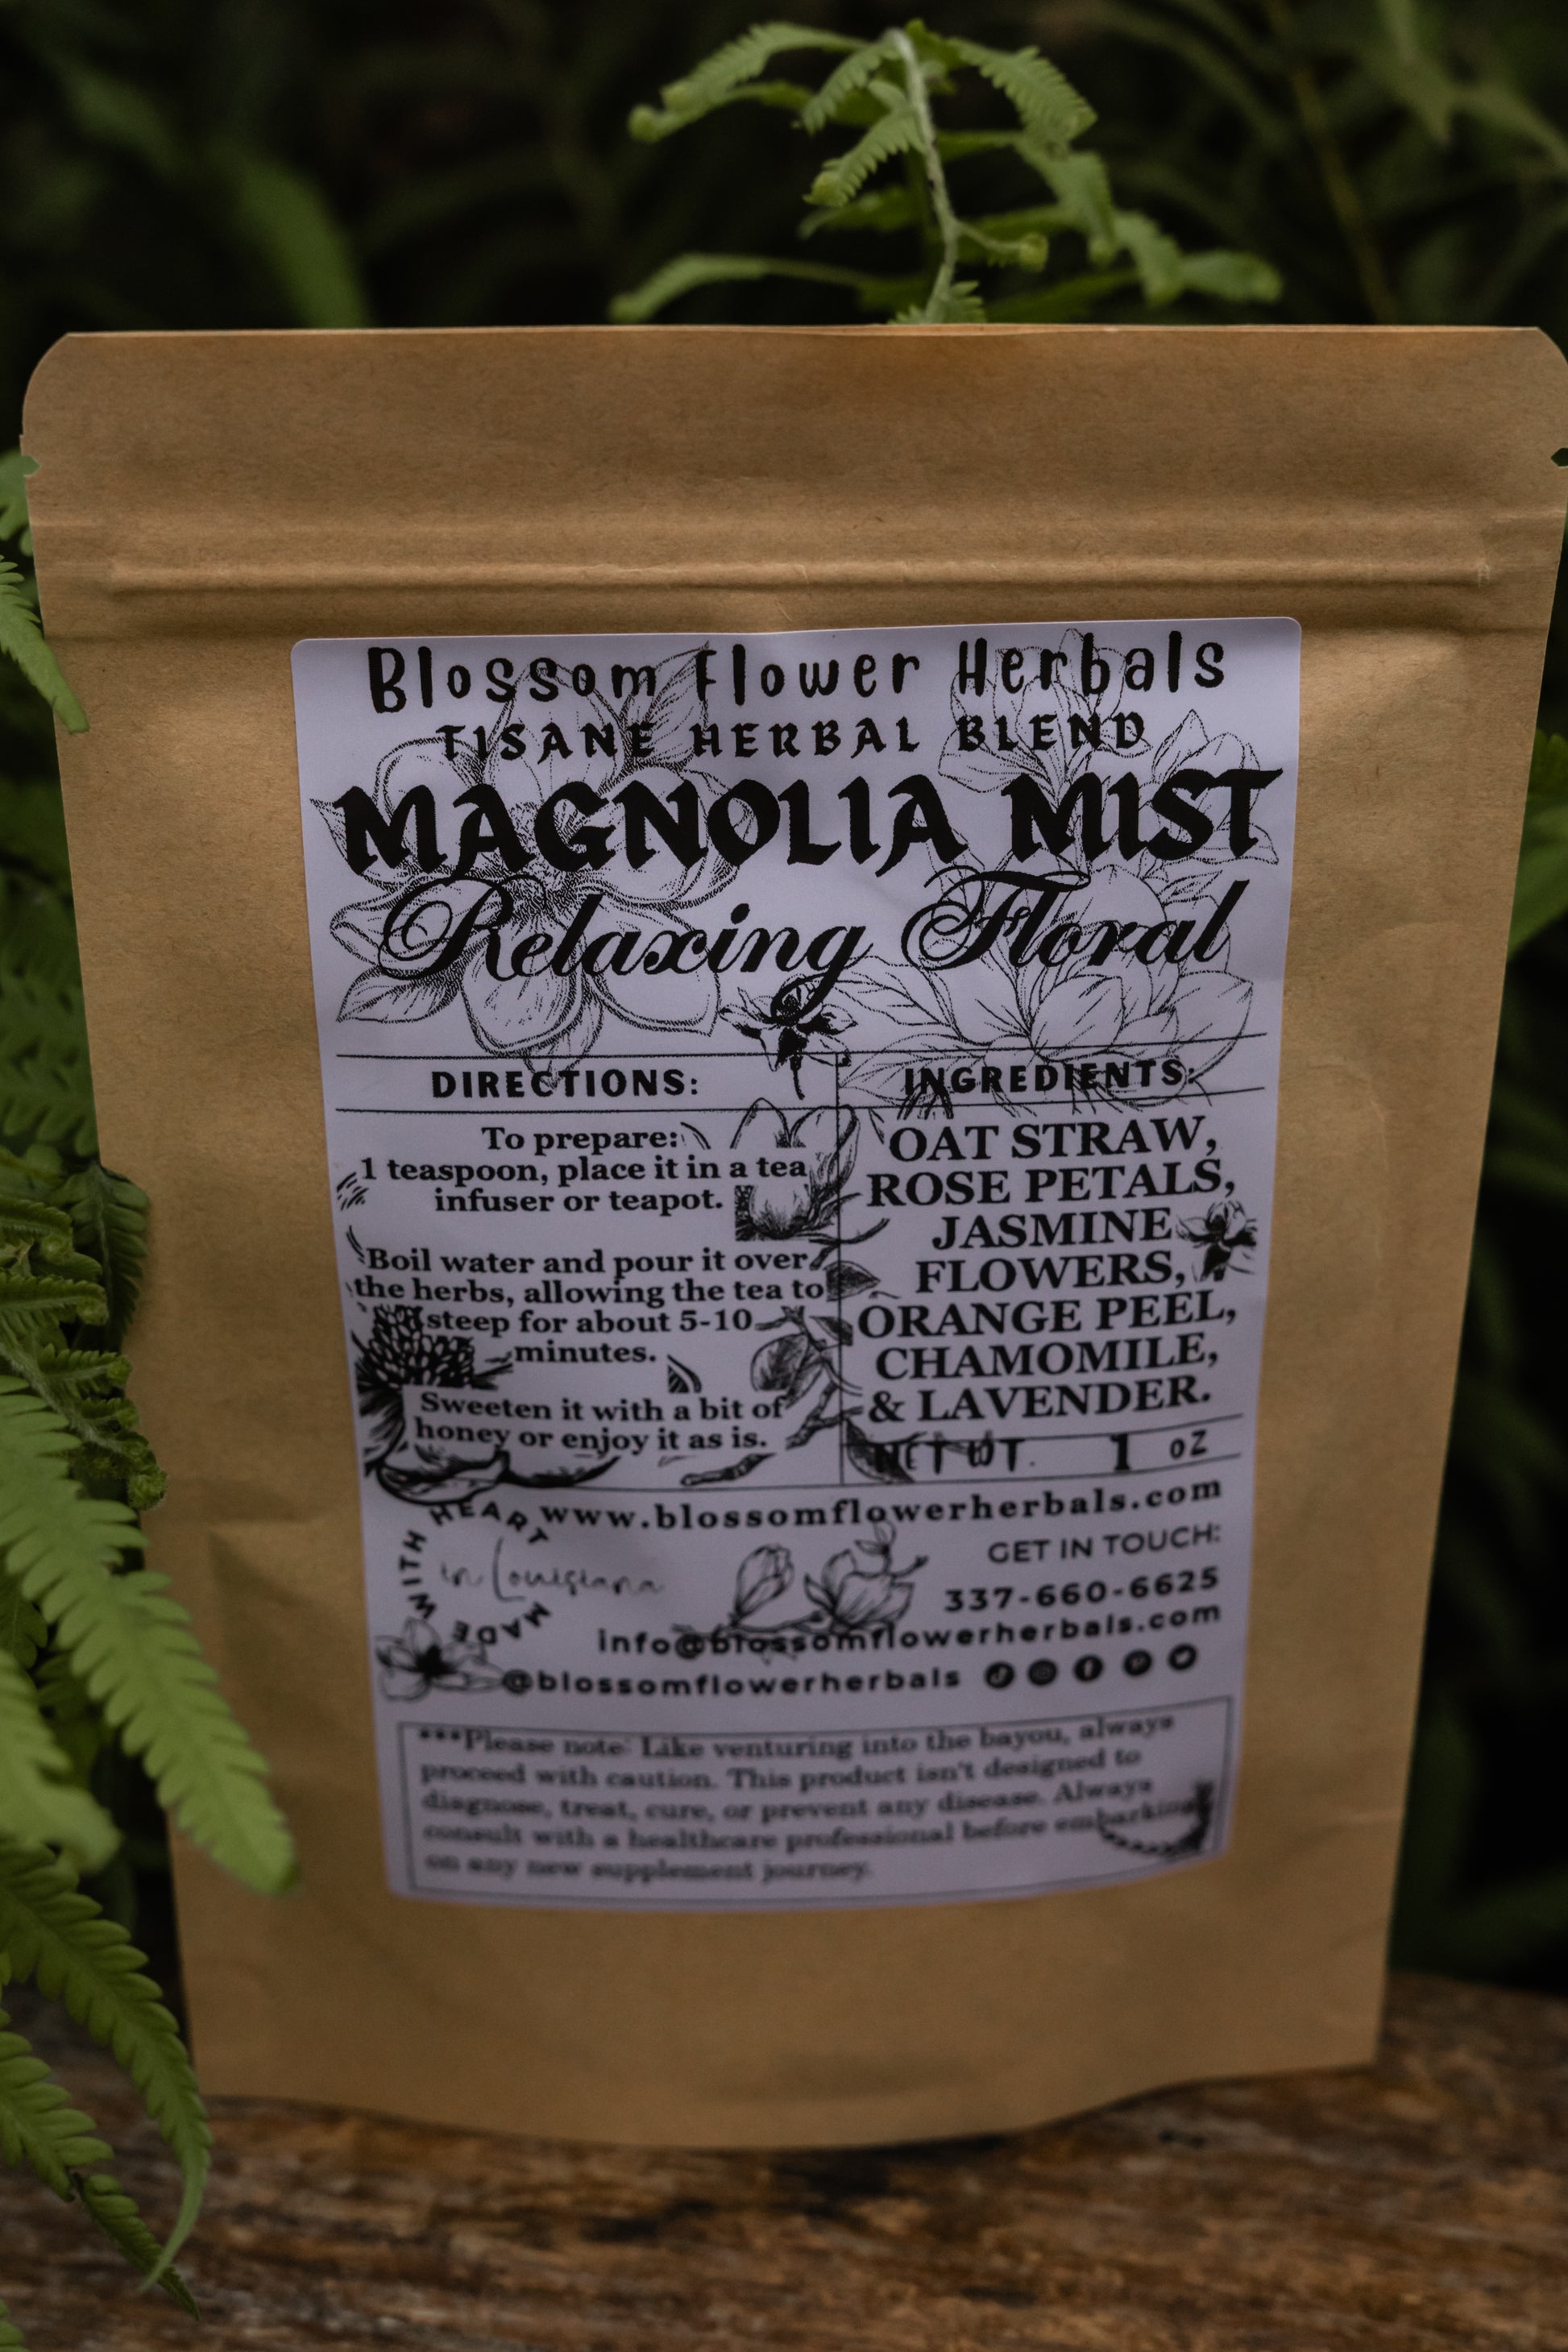 Blossom Flower Herbals
TISANE HERBAL BLEND
MAGNOLIA MIST
Relaxing Floral
DIRECTIONS:
To prepare:
1 teaspoon, place it in a tea
infuser or teapot.
Boil water and pour it over
the herbs, allowing the tea to
steep for about 5-10
minutes.
Sweeten it with a bit of
honey or enjoy it as is.
INGREDIENTS:
OAT STRAW,
ROSE PETALS,
JASMINE
FLOWERS,
ORANGE PEEL,
CHAMOMILE,
& LAVENDER.
NET WT. 1 OZ
www.blossomflowerherbals.com
MADE WITH HEART
in Louisiana
GET IN TOUCH:
337-660-6625
info@blossomflowerherbals.com
@blossomflowerherbals
***Please note: Like venturing into the bayou, always
proceed with caution. This product isn't designed to
diagnose, treat, cure, or prevent any disease. Always
consult with a healthcare professional before embarking
on any new supplement journey.